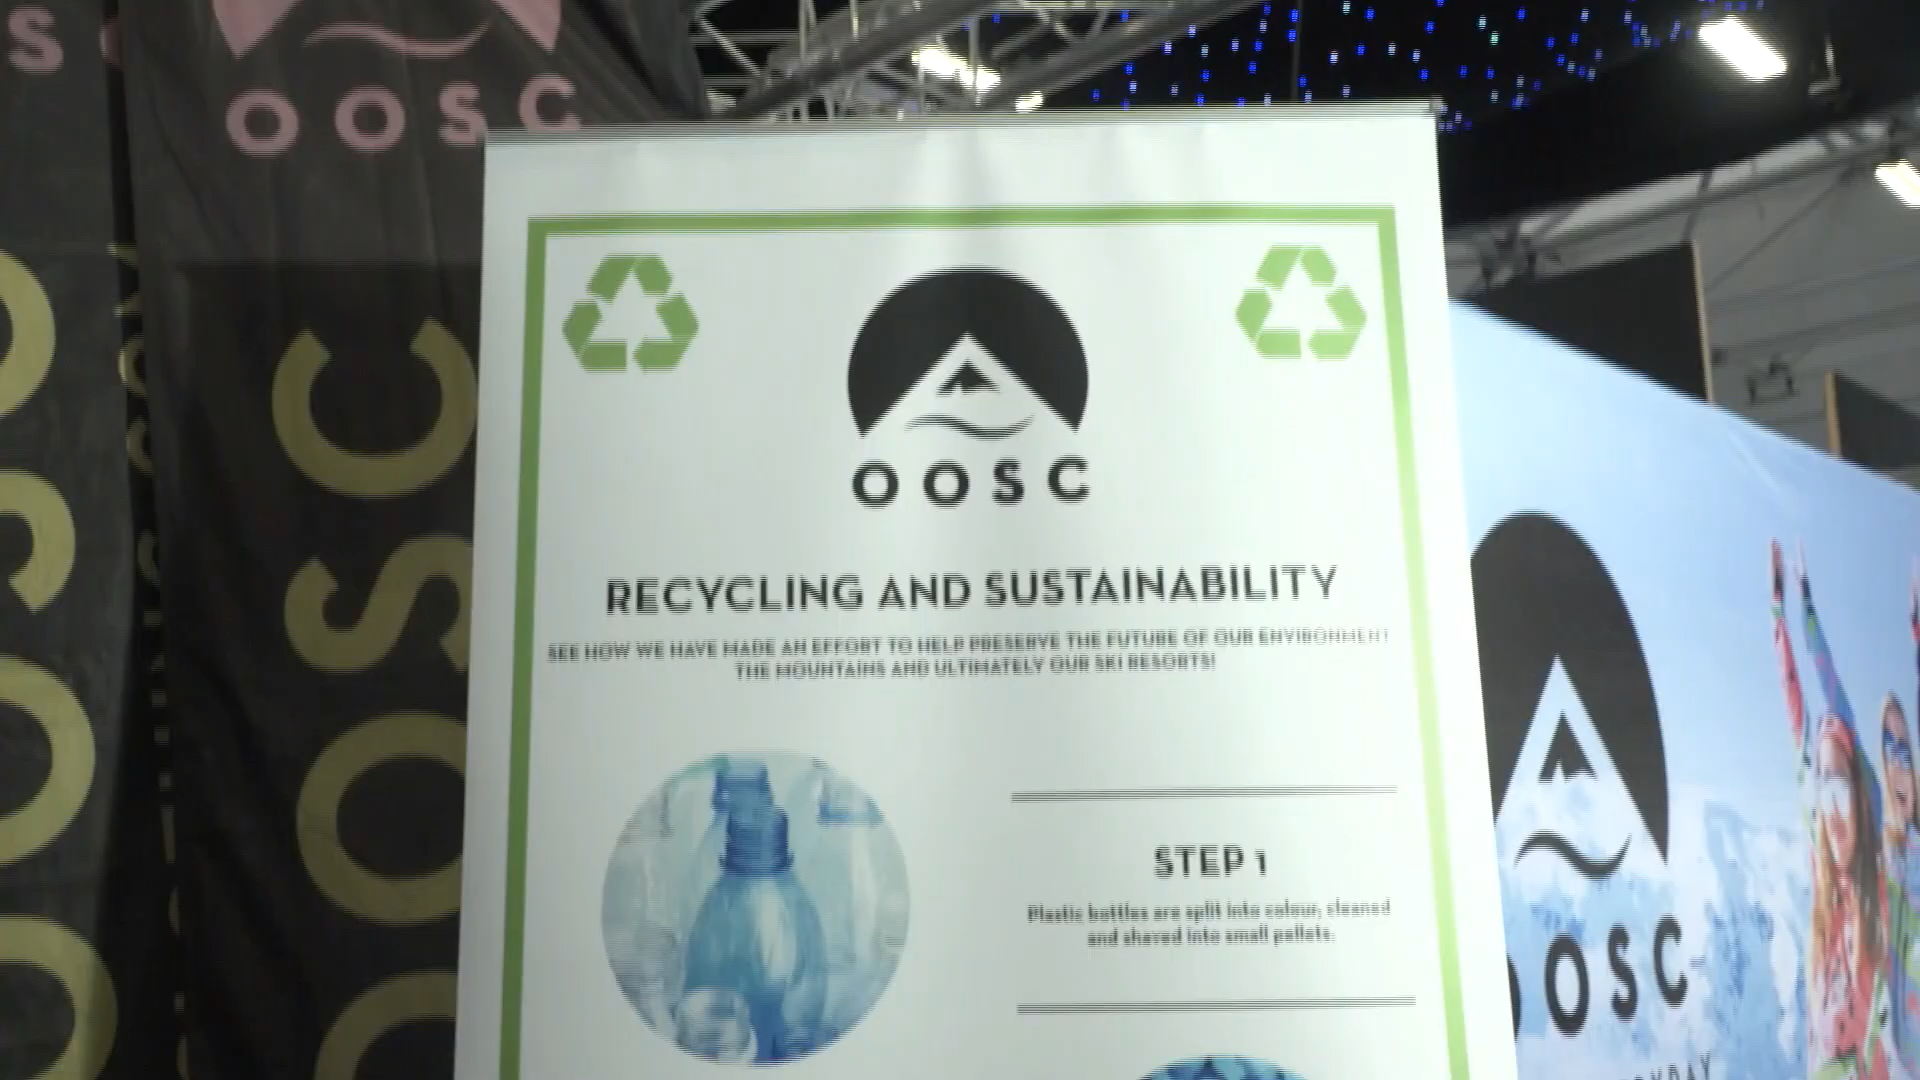 OOSC
OOSC
RECYCLING AND SUSTAINABILITY
SEE HOW WE HAVE MADE AN EFFORT TO HELP PRESERVE THE FUTURE OF OUR ENVIRONMENT
THE MOUNTAINS AND ULTIMATELY OUR SKI RESORTS!
STEP 1
Plastic bottles are split into colour, cleaned
and shaved into small pallets.
OOSC
OOSC
OOSC